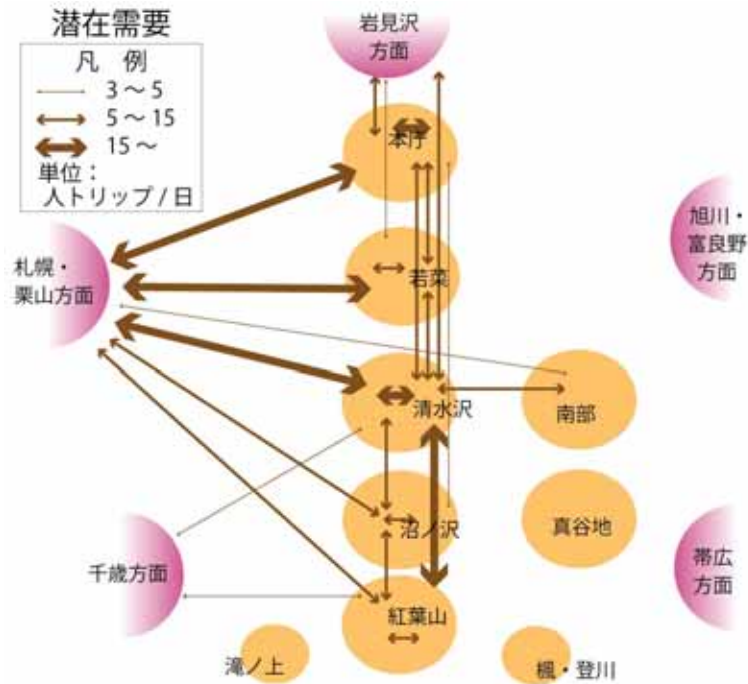 潜在需要
凡 例
3～5
5～15
15～
単位：
人トリップ/日
岩見沢
方面
本庁
旭川・
富良野
方面
札幌・
栗山方面
若菜
清水沢
南部
沼ノ沢
真谷地
千歳方面
帯広
方面
紅葉山
滝ノ上
楓・登川